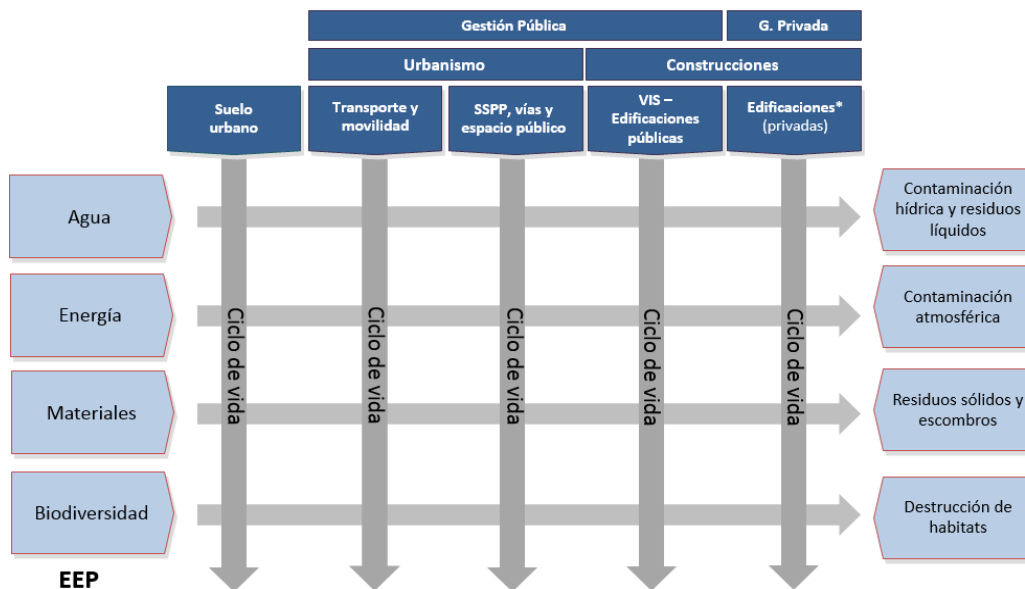 Gestión Pública
G. Privada
Urbanismo
Construcciones
Suelo
urbano
Transporte y
movilidad
SSPP, vías y
espacio público
VIS –
Edificaciones
públicas
Edificaciones*
(privadas)
Agua
Energía
Materiales
Biodiversidad
Ciclo de vida
Ciclo de vida
Ciclo de vida
Ciclo de vida
Ciclo de vida
Contaminación
hídrica y residuos
líquidos
Contaminación
atmosférica
Residuos sólidos y
escombros
Destrucción de
habitats
EEP